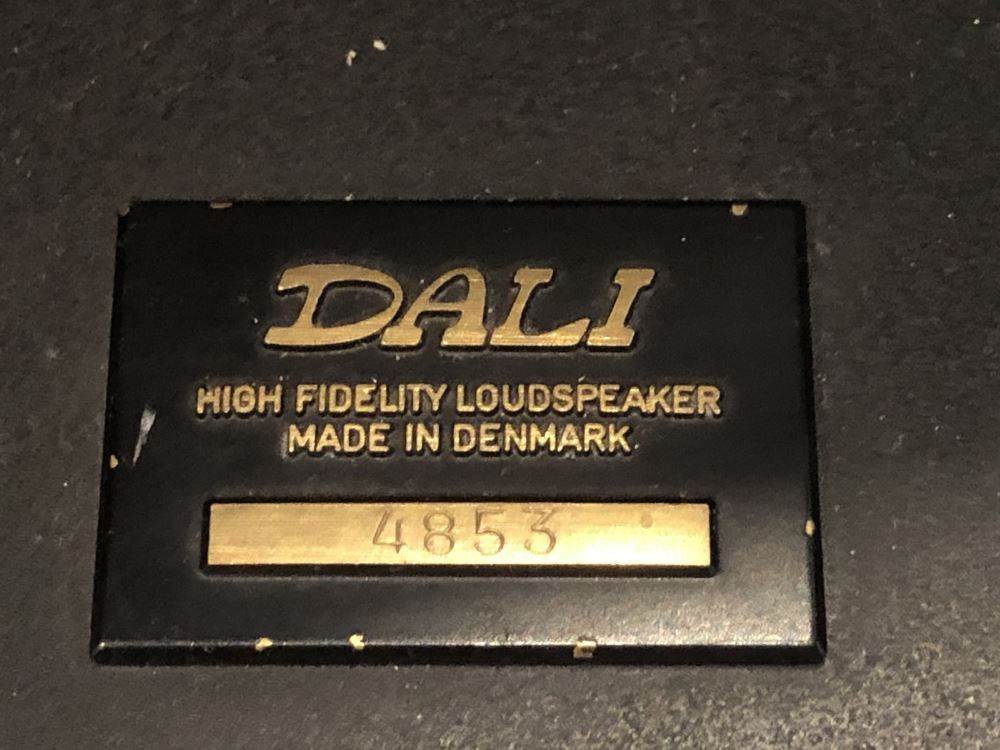 DALI
HIGH FIDELITY LOUDSPEAKER
MADE IN DENMARK
4853